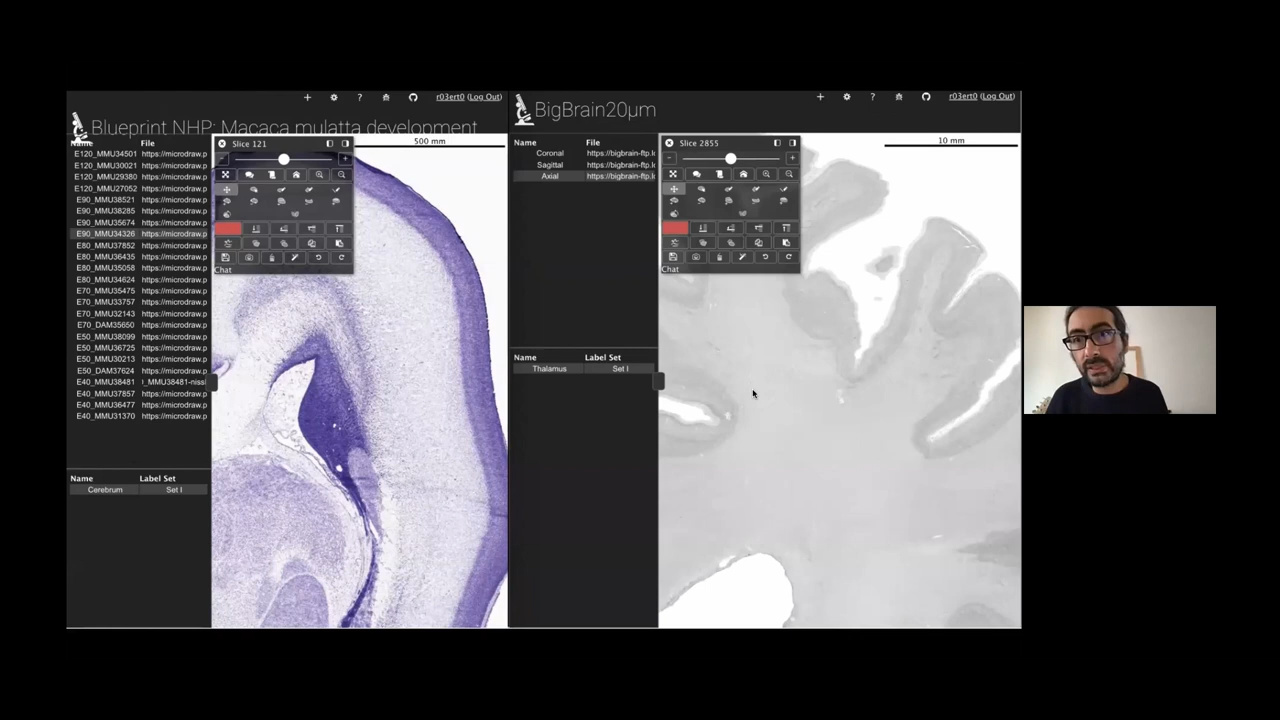 r03ert0 (Log Out)
Blueprint NHP: Macaca mulatta development
Name File
E120_MMU34501 https://microdraw.p
E120_MMU30021 https://microdraw.p
E120_MMU29380 https://microdraw.p
E120_MMU27052 https://microdraw.p
E90_MMU38521 https://microdraw.p
E90_MMU38285 https://microdraw.p
E90_MMU35674 https://microdraw.p
E90_MMU34326 https://microdraw.p
E80_MMU37852 https://microdraw.p
E80_MMU36435 https://microdraw.p
E80_MMU35058 https://microdraw.p
E80_MMU34624 https://microdraw.p
E70_MMU35475 https://microdraw.p
E70_MMU33757 https://microdraw.p
E70_MMU32143 https://microdraw.p
E70_DAM35650 https://microdraw.p
E50_MMU38099 https://microdraw.p
E50_MMU36725 https://microdraw.p
E50_MMU30213 https://microdraw.p
E50_DAM37624 https://microdraw.p
E40_MMU38481 )_MMU38481-nissl
E40_MMU37857 https://microdraw.p
E40_MMU36477 https://microdraw.p
E40_MMU31370 https://microdraw.p
Name Label Set
Cerebrum Set I
Slice 121
Chat
500 mm
r03ert0 (Log Out)
BigBrain20µm
Name File
Coronal https://bigbrain-ftp.lo
Sagittal https://bigbrain-ftp.lo
Axial https://bigbrain-ftp.lo
Name Label Set
Thalamus Set I
Slice 2855
Chat
10 mm